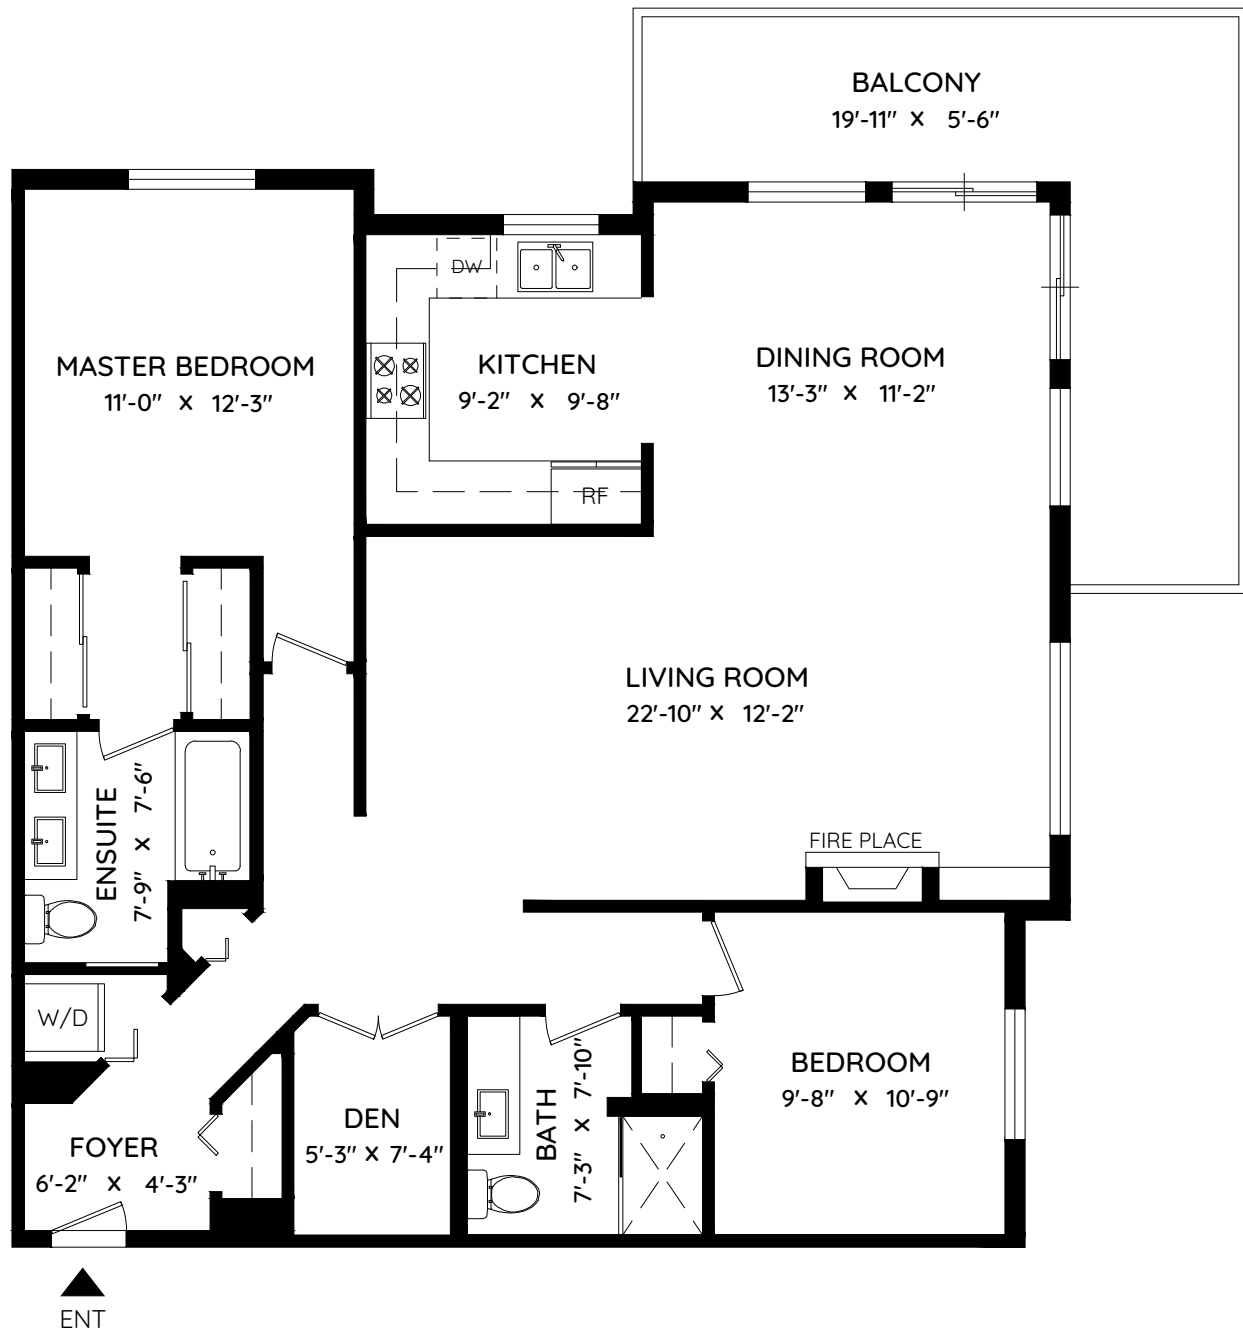 BALCONY
19'-11" X 5'-6"
MASTER BEDROOM
11'-0" X 12'-3"
DW
KITCHEN
9'-2" X 9'-8"
RF
DINING ROOM
13'-3" X 11'-2"
LIVING ROOM
22'-10" X 12'-2"
FIRE PLACE
ENSUITE
7'-9" X 7'-6"
W/D
FOYER
6'-2" X 4'-3"
DEN
5'-3" X 7'-4"
BATH
7'-3" X 7'-10"
BEDROOM
9'-8" X 10'-9"
ENT